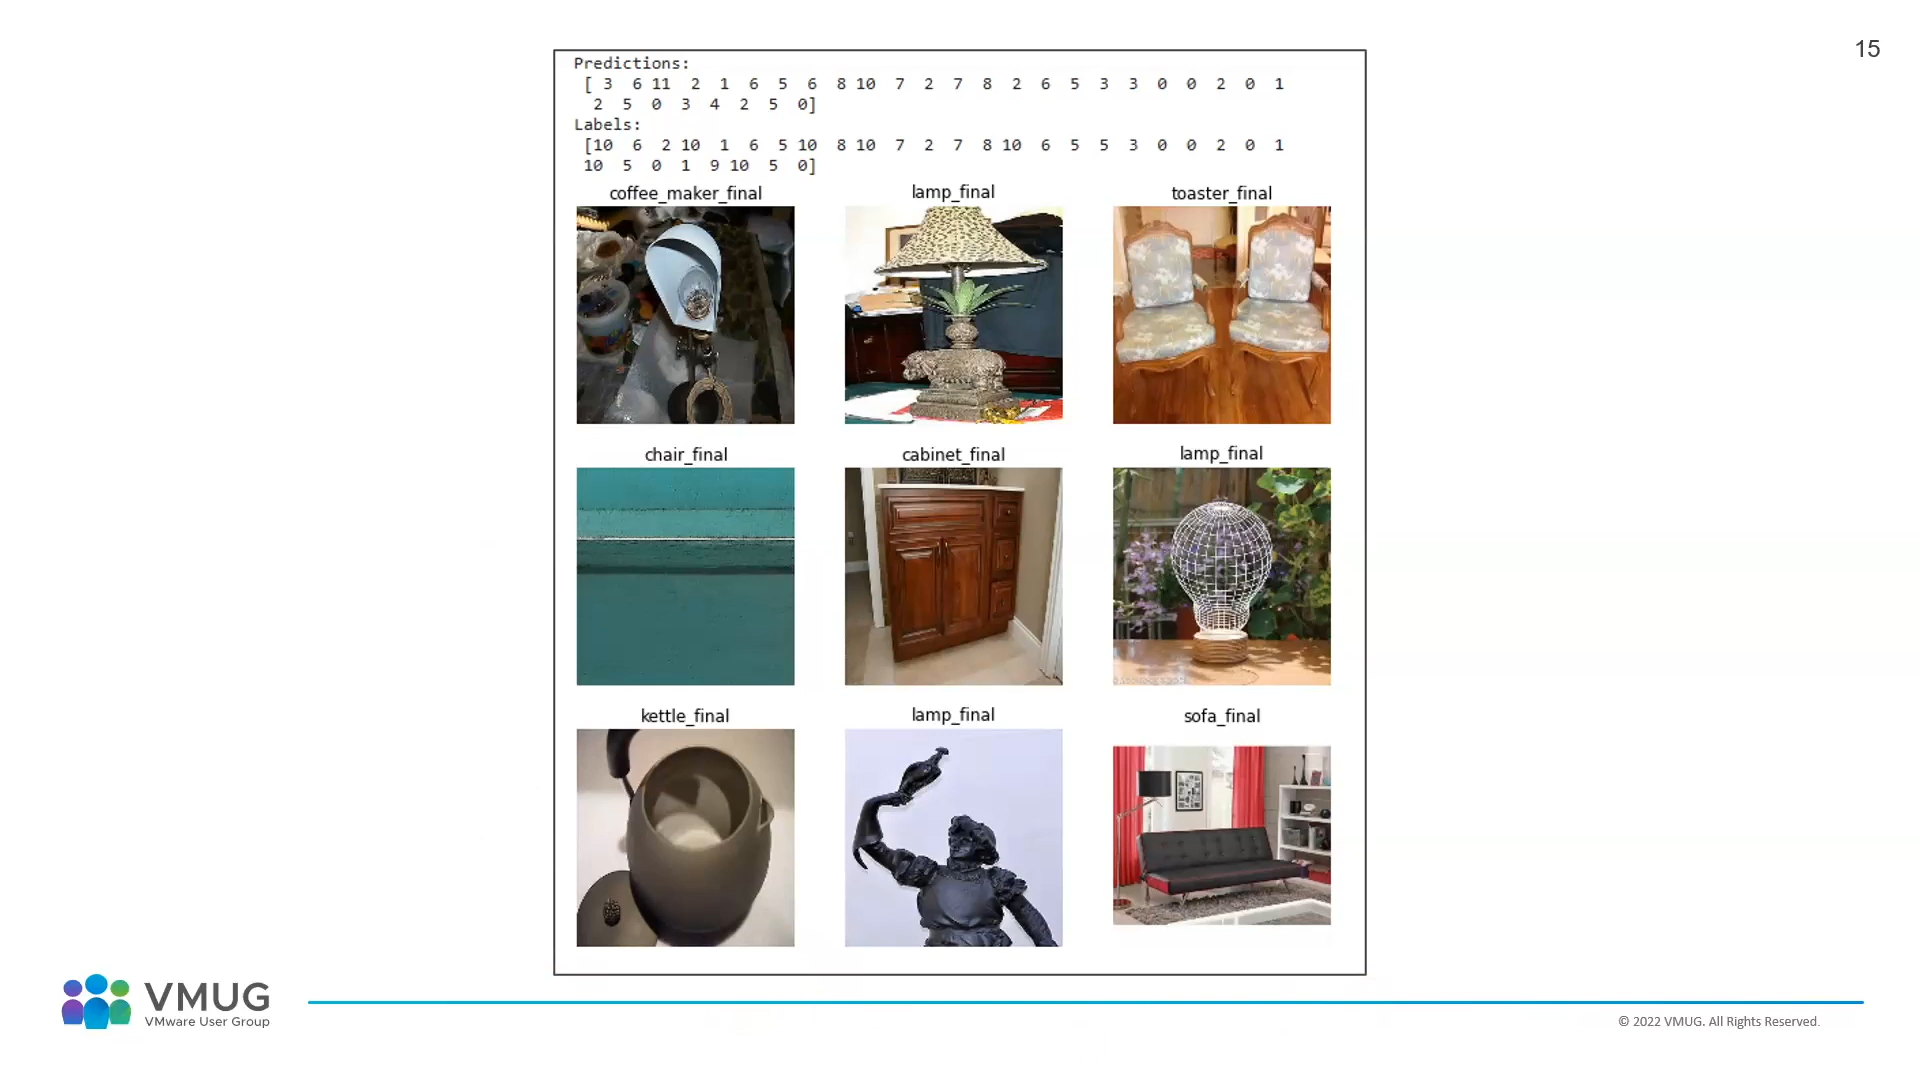 15
Predictions:
[ 3 6 11 2 1 6 5 6 8 10 7 2 7 8 2 6 5 3 3 0 0 2 0 1
2 5 0 3 4 2 5 0]
Labels:
[10 6 2 10 1 6 5 10 8 10 7 2 7 8 10 6 5 5 3 0 0 2 0 1
10 5 0 1 9 10 5 0]
coffee_maker_final lamp_final toaster_final
chair_final cabinet_final lamp_final
kettle_final lamp_final sofa_final
VMUG
VMware User Group
© 2022 VMUG. All Rights Reserved.